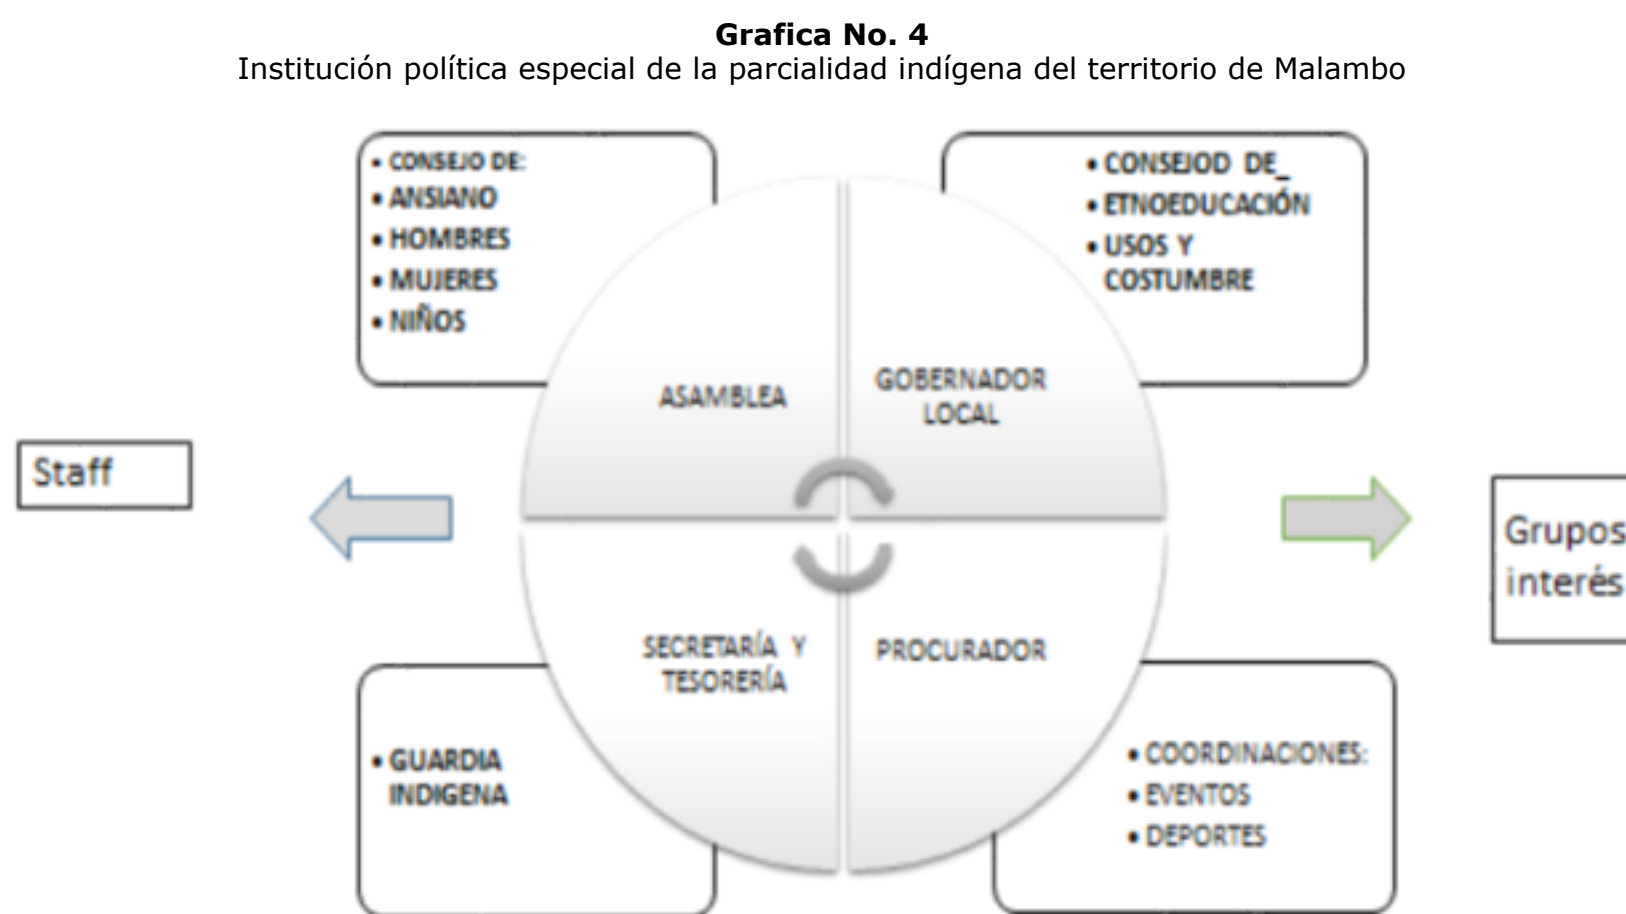 Grafica No. 4
Institución política especial de la parcialidad indígena del territorio de Malambo
• CONSEJO DE:
• ANSIANO
• HOMBRES
• MUJERES
• NIÑOS
• CONSEJOD DE_
• ETNOEDUCACIÓN
• USOS Y
COSTUMBRE
ASAMBLEA
GOBERNADOR
LOCAL
Staff
Grupos
interés
SECRETARÍA Y
TESORERÍA
PROCURADOR
• GUARDIA
INDIGENA
• COORDINACIONES:
• EVENTOS
• DEPORTES